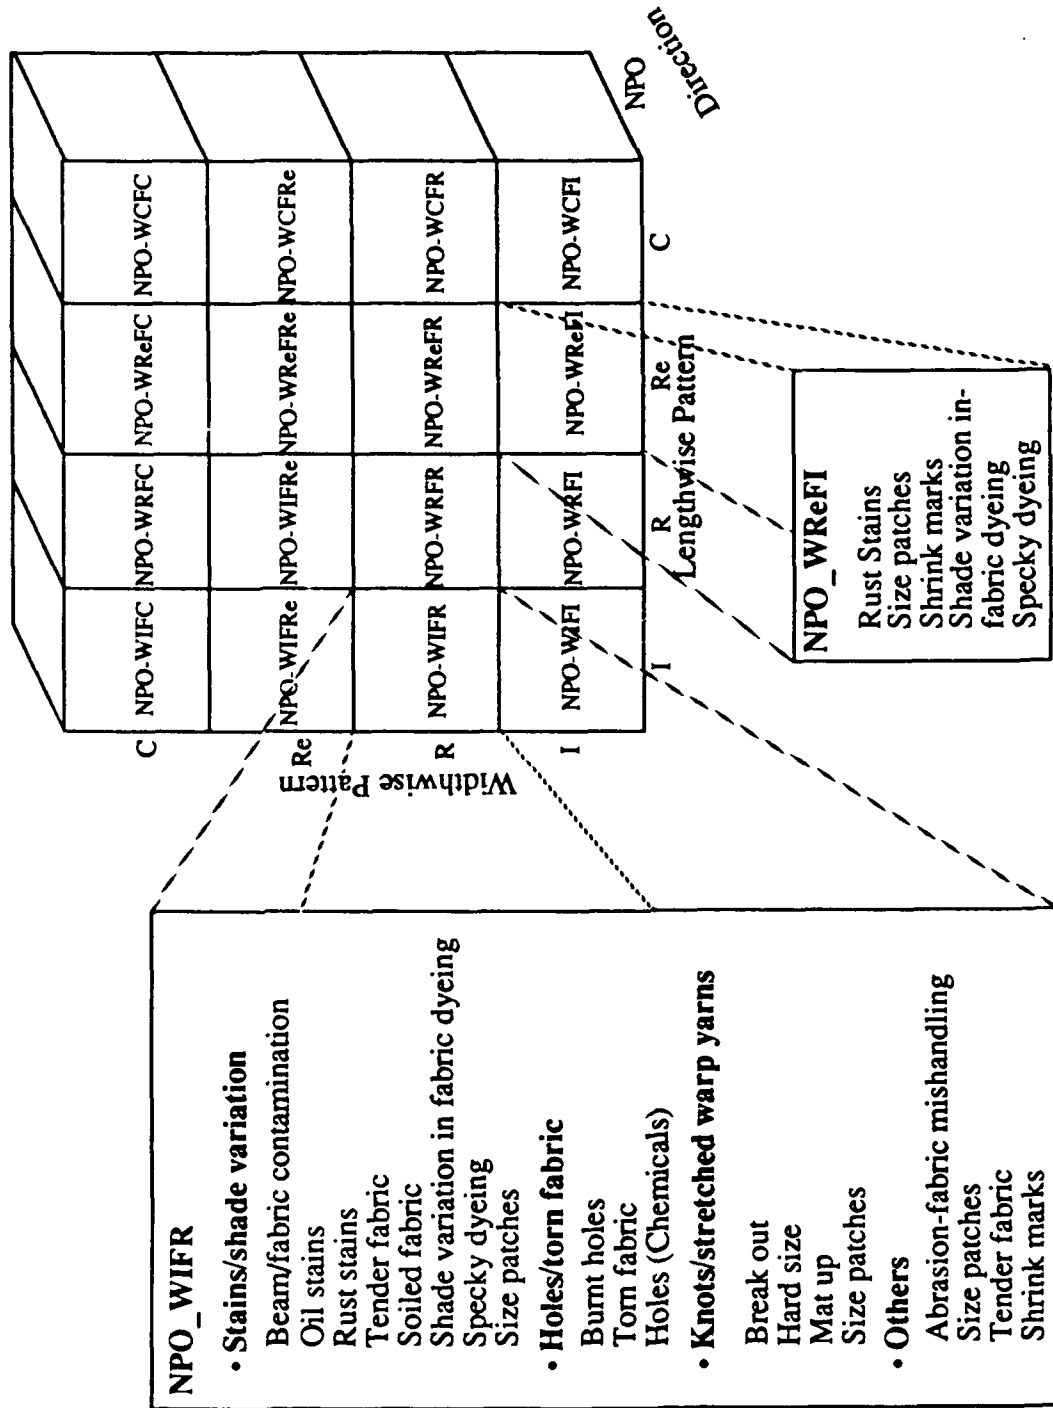 NPO_WIFR
• Stains/shade variation
Beam/fabric contamination
Oil stains
Rust stains
Tender fabric
Soiled fabric
Shade variation in fabric dyeing
Specky dyeing
Size patches
• Holes/torn fabric
Burnt holes
Torn fabric
Holes (Chemicals)
• Knots/stretched warp yarns
Break out
Hard size
Mat up
Size patches
• Others
Abrasion-fabric mishandling
Size patches
Tender fabric
Shrink marks
Widthwise Pattern
C
Re
R
I
NPO-WIFC
NPO-WRFC
NPO-WReFC
NPO-WCFC
NPO-WIFRe
NPO-WIFRe
NPO-WReFRe
NPO-WCFRe
NPO-WIFR
NPO-WRFR
NPO-WReFR
NPO-WCFR
NPO-WIFI
NPO-WRFI
NPO-WReFI
NPO-WCFI
I
R
Re
C
Lengthwise Pattern
NPO
Direction
NPO_WReFI
Rust Stains
Size patches
Shrink marks
Shade variation in-
fabric dyeing
Specky dyeing